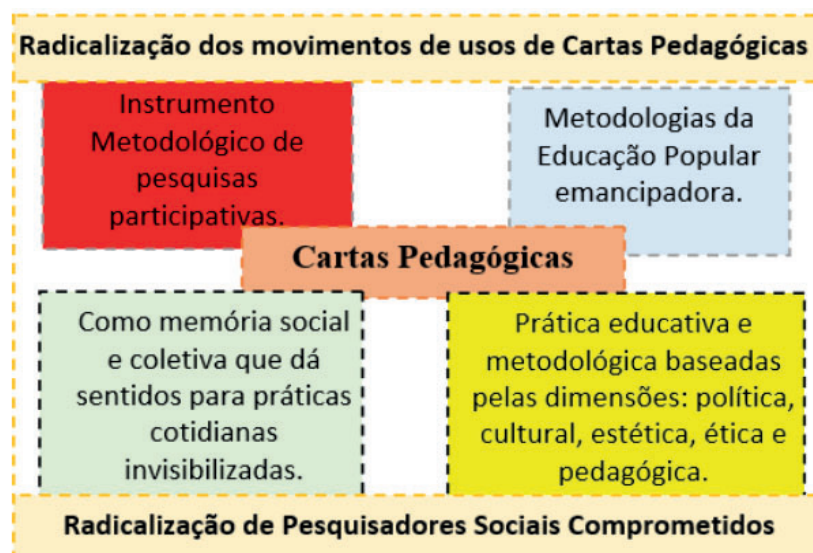 Radicalização dos movimentos de usos de Cartas Pedagógicas
Instrumento
Metodológico de
pesquisas
participativas.
Metodologias da
Educação Popular
emancipadora.
Cartas Pedagógicas
Como memória social
e coletiva que dá
sentidos para práticas
cotidianas
invisibilizadas.
Prática educativa e
metodológica baseadas
pelas dimensões: política,
cultural, estética, ética e
pedagógica.
Radicalização de Pesquisadores Sociais Comprometidos